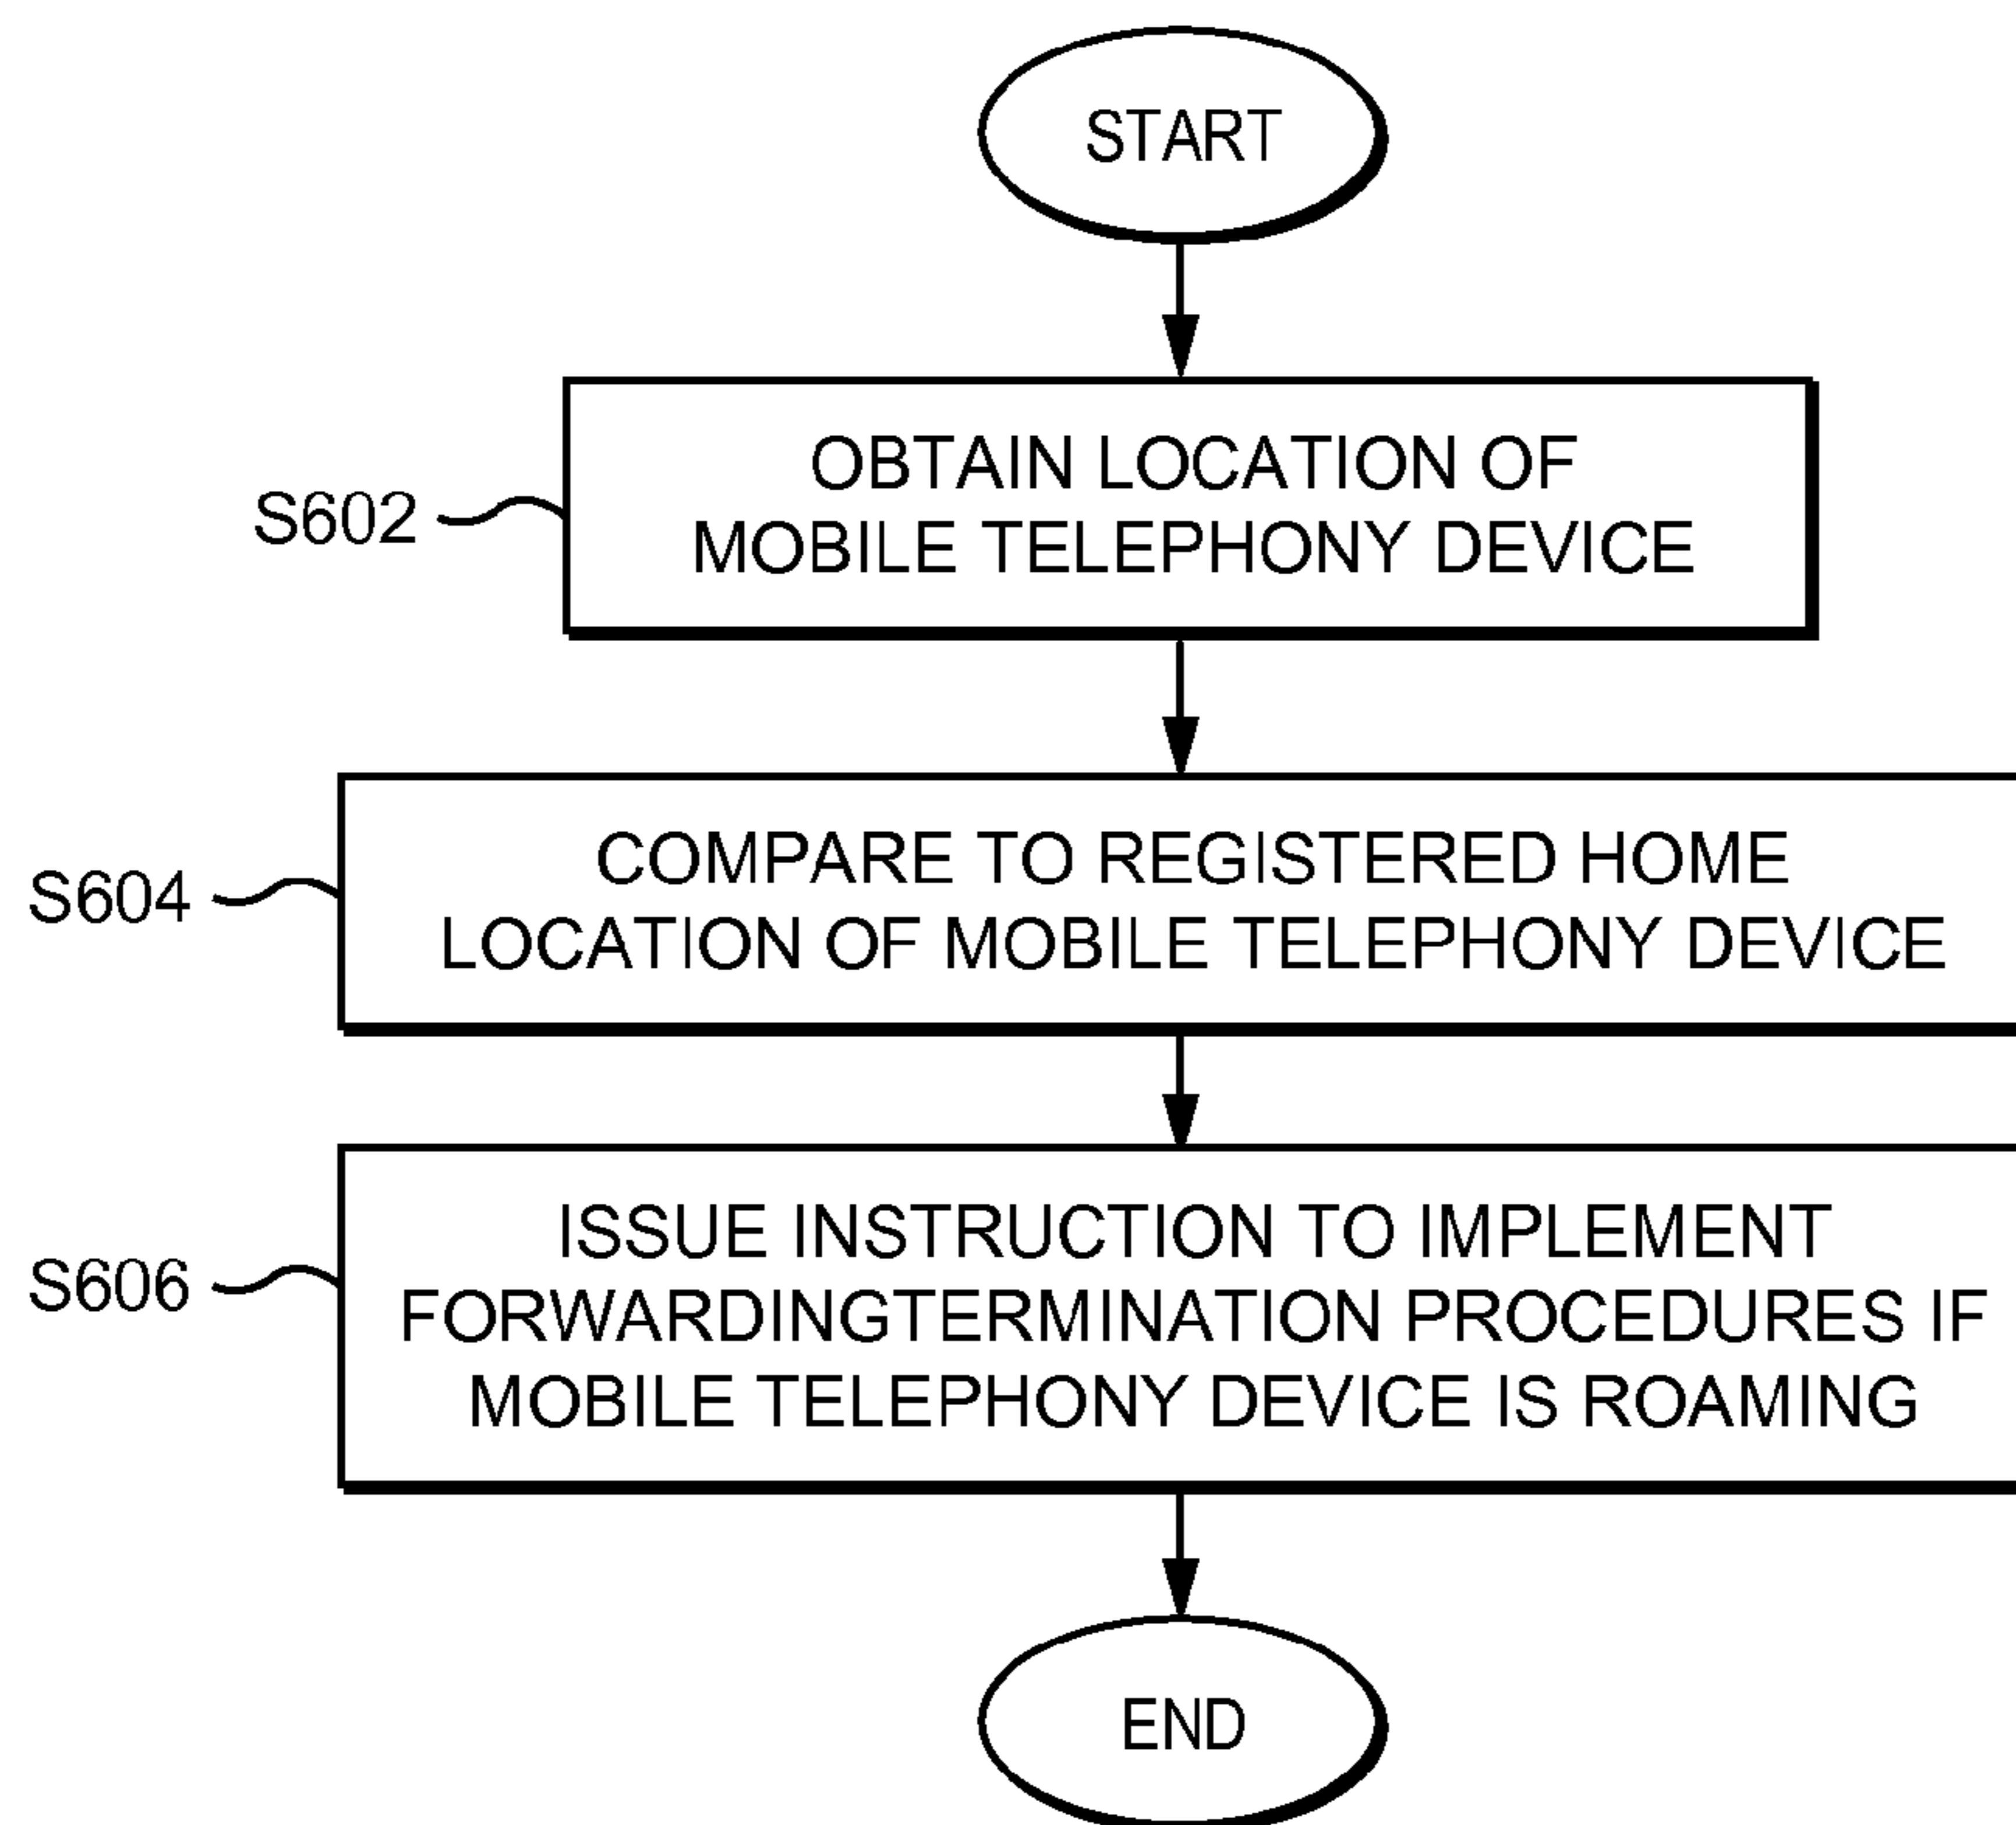 START
OBTAIN LOCATION OF
MOBILE TELEPHONY DEVICE
S602
COMPARE TO REGISTERED HOME
LOCATION OF MOBILE TELEPHONY DEVICE
S604
ISSUE INSTRUCTION TO IMPLEMENT
FORWARDINGTERMINATION PROCEDURES IF
MOBILE TELEPHONY DEVICE IS ROAMING
S606
END